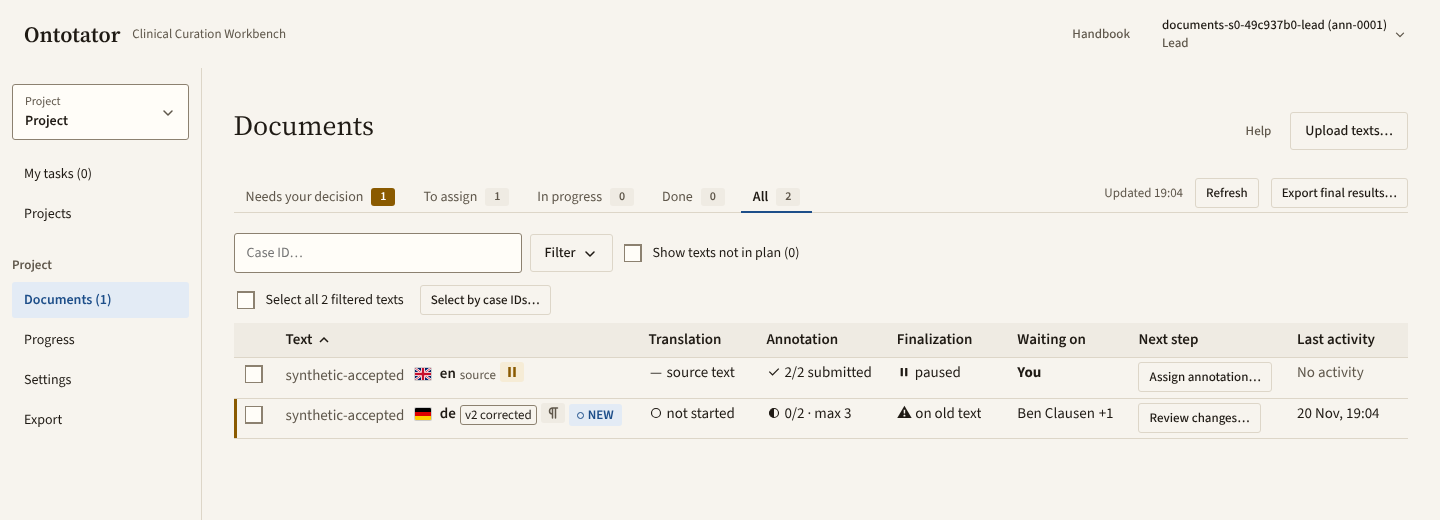 Ontotator Clinical Curation Workbench
Handbook
documents-s0-49c937b0-lead (ann-0001)
Lead
Project
Project
My tasks (0)
Projects
Project
Documents (1)
Progress
Settings
Export
Documents
Help
Upload texts…
Needs your decision 1 To assign 1 In progress 0 Done 0 All 2
Updated 19:04 Refresh Export final results…
Case ID… Filter Show texts not in plan (0)
Select all 2 filtered texts Select by case IDs…
Text Translation Annotation Finalization Waiting on Next step Last activity
synthetic-accepted en source — source text ✓ 2/2 submitted paused You Assign annotation… No activity
synthetic-accepted de v2 corrected ¶ NEW not started 0/2 · max 3 on old text Ben Clausen +1 Review changes… 20 Nov, 19:04